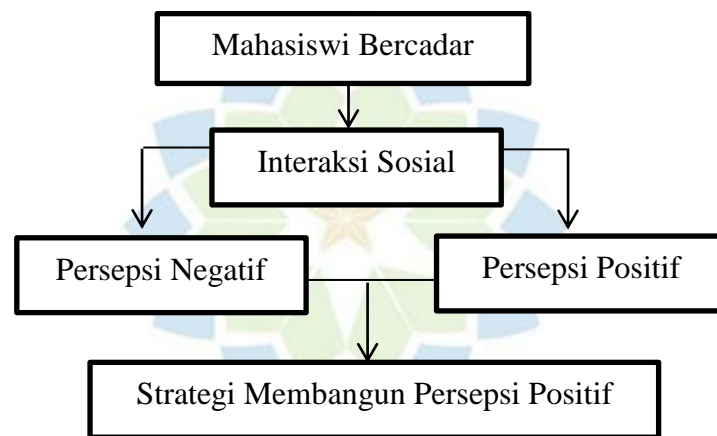 Mahasiswi Bercadar
Interaksi Sosial
Persepsi Negatif
Persepsi Positif
Strategi Membangun Persepsi Positif